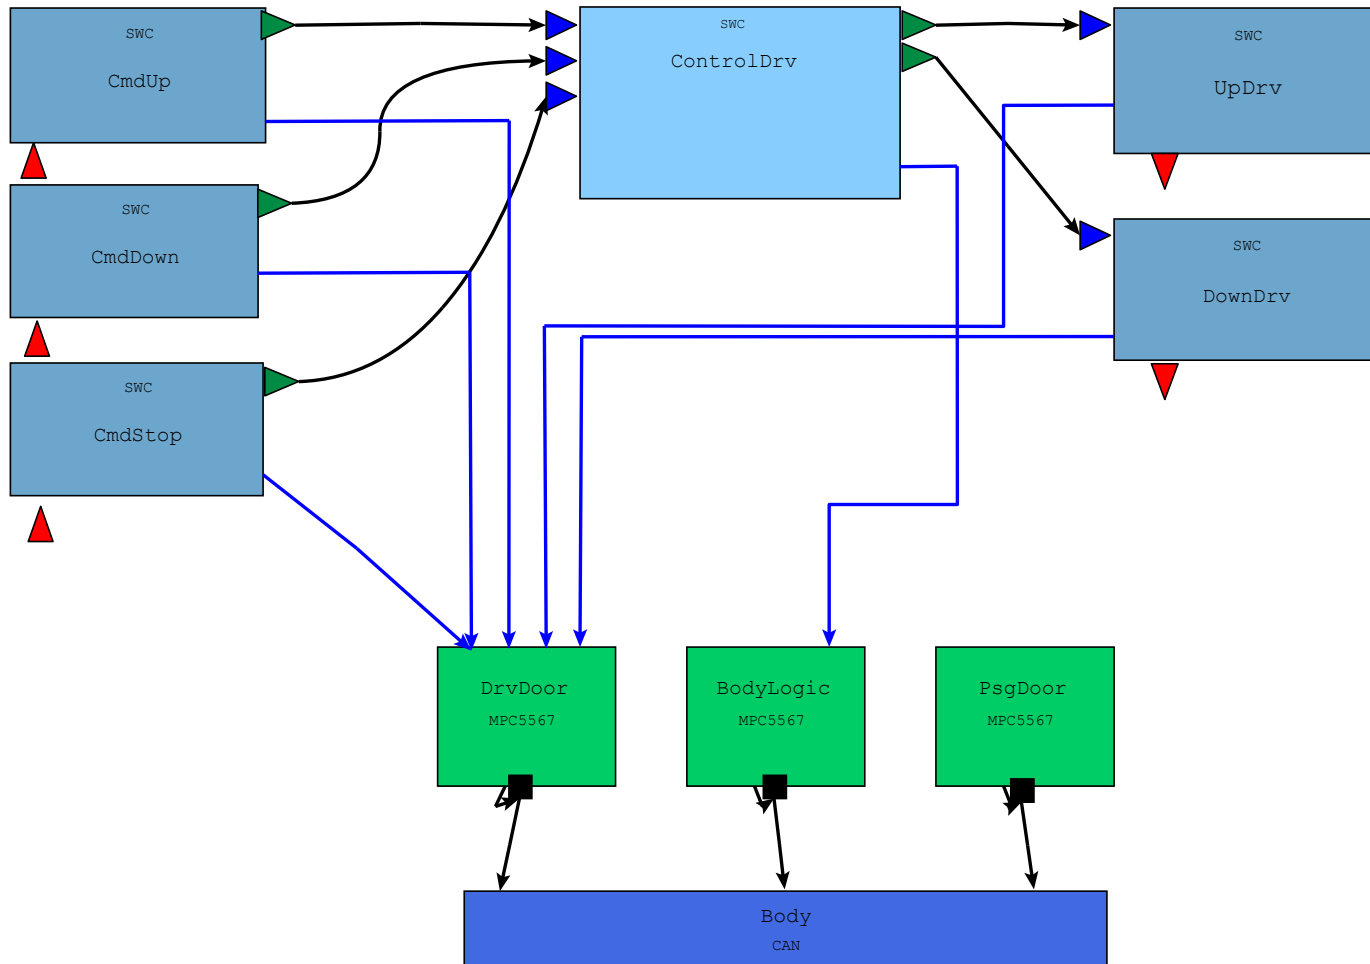 SWC
CmdUp
SWC
ControlDrv
SWC
UpDrv
SWC
CmdDown
SWC
DownDrv
SWC
CmdStop
DrvDoor
MPC5567
BodyLogic
MPC5567
PsgDoor
MPC5567
Body
CAN